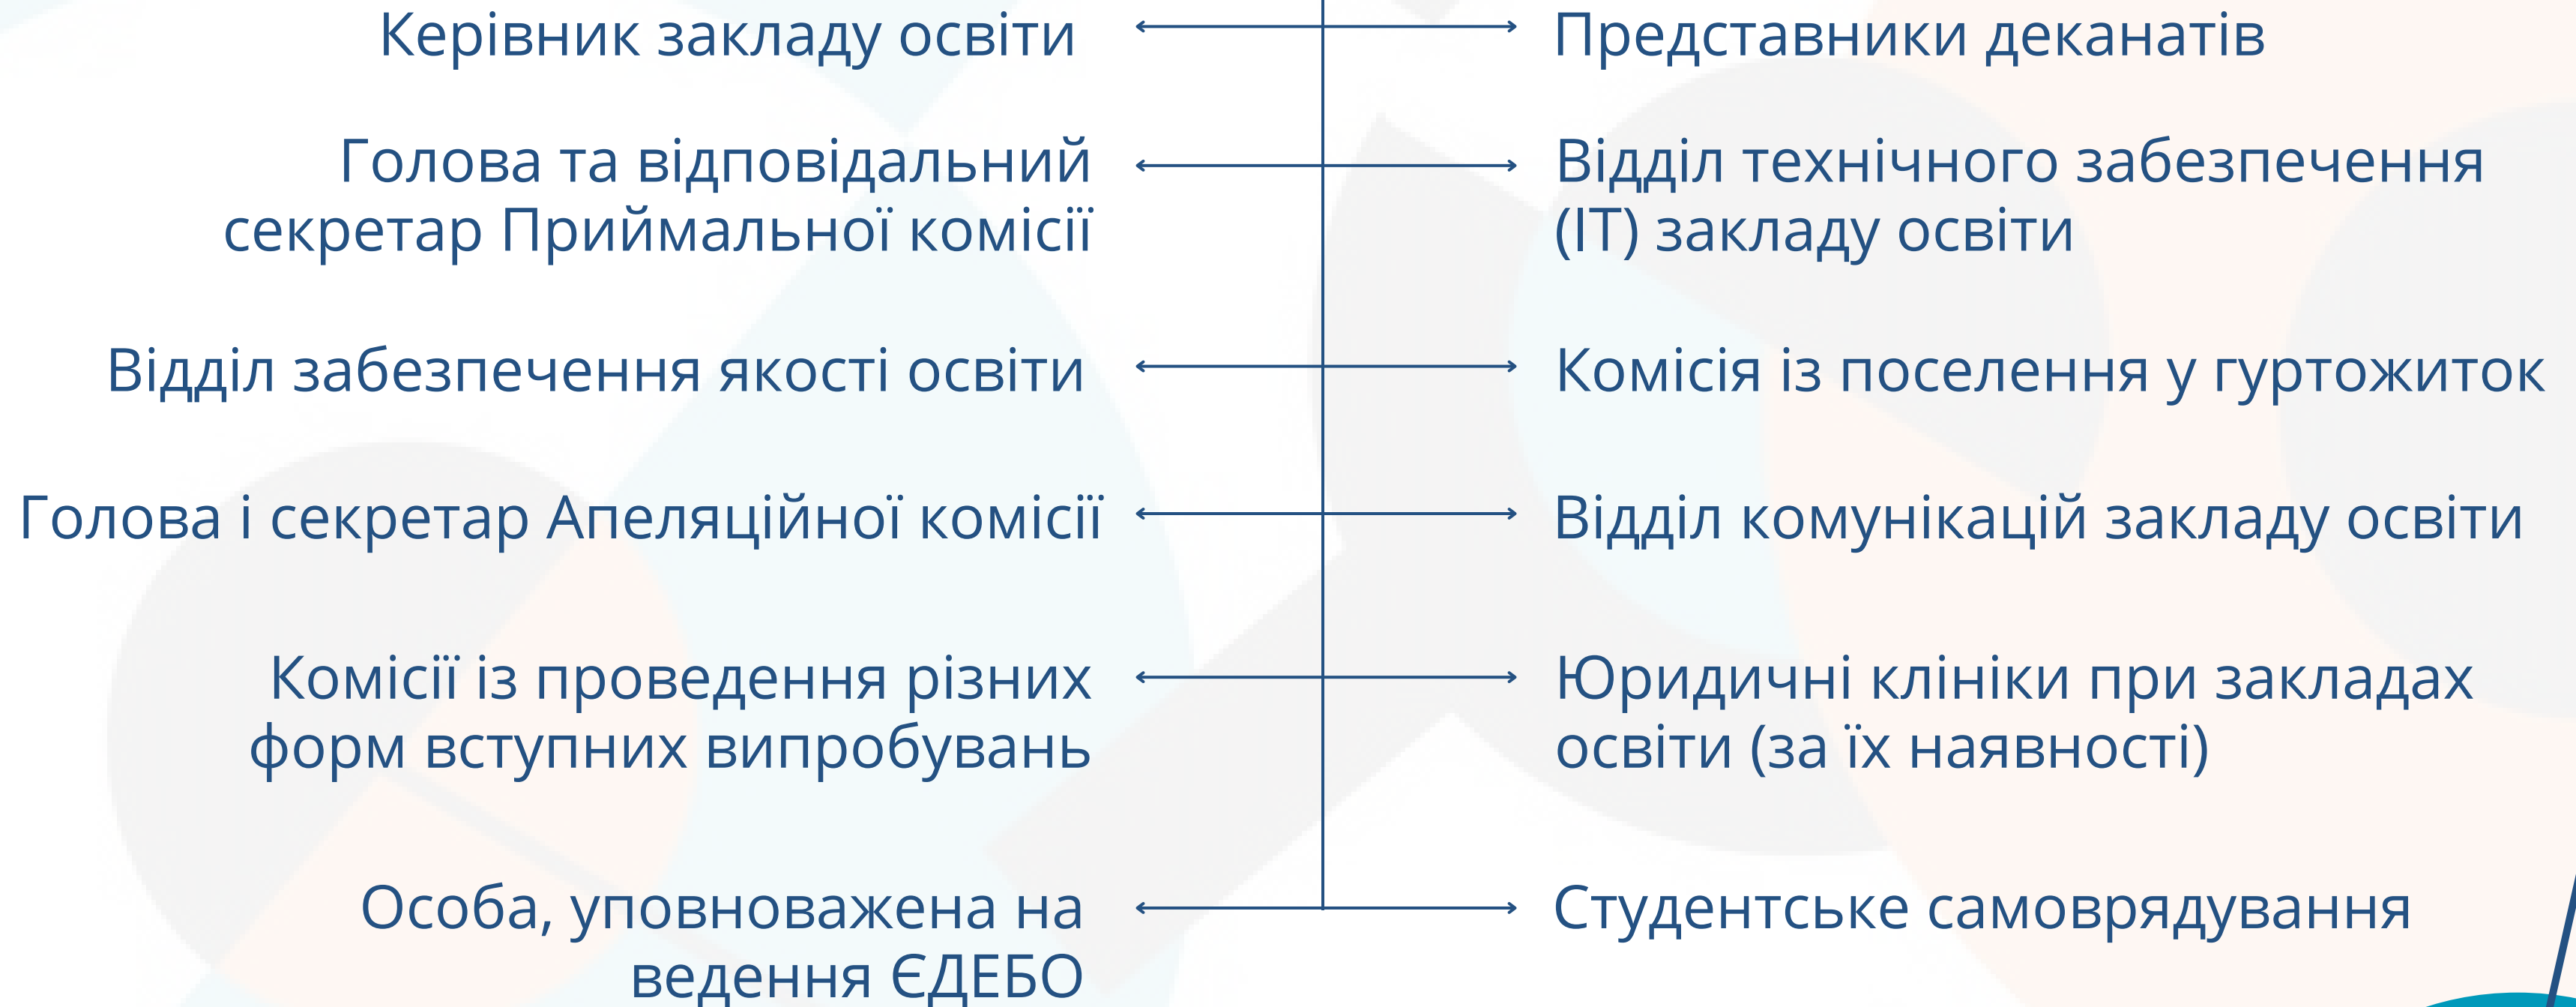 Керівник закладу освіти
Представники деканатів
Голова та відповідальний
секретар Приймальної комісії
Відділ технічного забезпечення
(ІТ) закладу освіти
Відділ забезпечення якості освіти
Комісія із поселення у гуртожиток
Голова і секретар Апеляційної комісії
Відділ комунікацій закладу освіти
Комісії із проведення різних
форм вступних випробувань
Юридичні клініки при закладах
освіти (за їх наявності)
Особа, уповноважена на
ведення ЄДЕБО
Студентське самоврядування